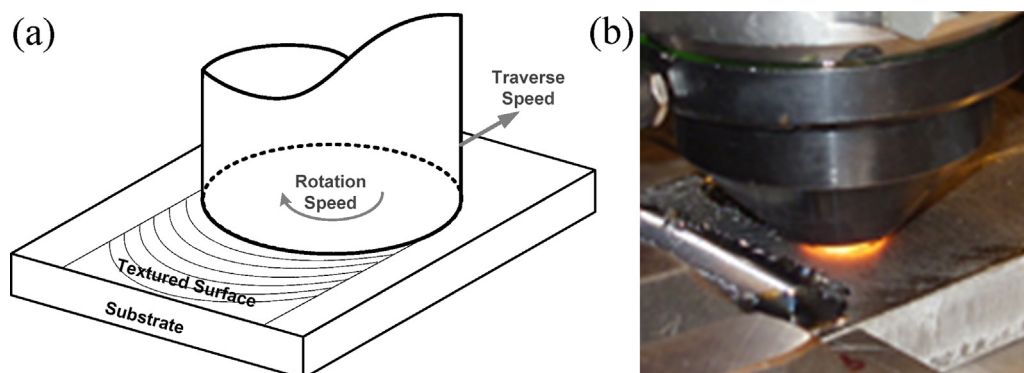 (a)
Traverse
Speed
Rotation
Speed
Textured Surface
Substrate
(b)